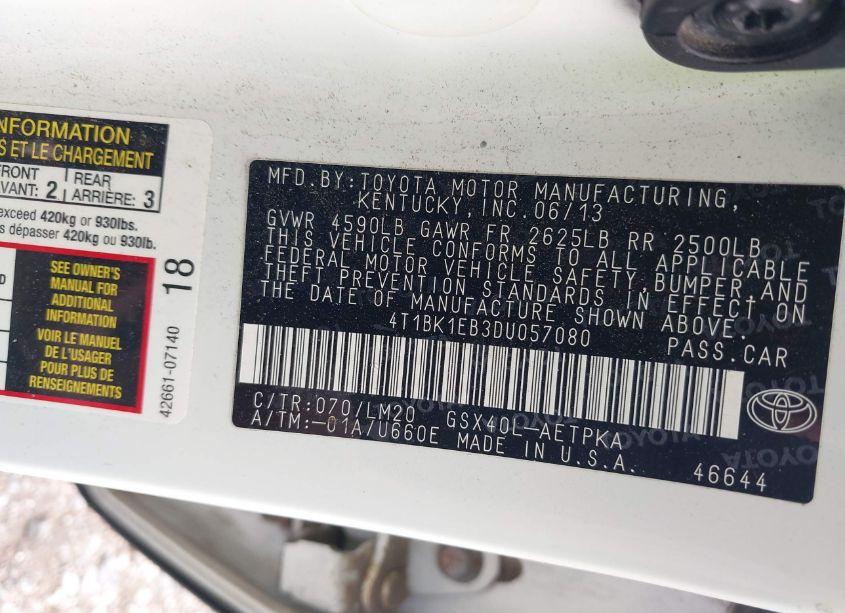 INFORMATION
S ET LE CHARGEMENT
FRONT
VANT: 2
REAR
ARRIÈRE: 3
exceed 420kg or 930lbs.
s dépasser 420kg ou 930lb.
SEE OWNER'S
MANUAL FOR
ADDITIONAL
INFORMATION
VOIR LE MANUEL
DE L'USAGER
POUR PLUS DE
RENSEIGNEMENTS
18
42661-07140
MFD.BY:TOYOTA MOTOR MANUFACTURING,
KENTUCKY,INC.06/13
GVWR 4590LB GAWR FR 2625LB RR 2500LB
THIS VEHICLE CONFORMS TO ALL APPLICABLE
FEDERAL MOTOR VEHICLE SAFETY,BUMPER,AND
THEFT PREVENTION STANDARDS IN EFFECT ON
THE DATE OF MANUFACTURE SHOWN ABOVE.
4T1BK1EB3DU057080 PASS.CAR
C/TR:070/LM20 GSX40L-AETPKA
A/TM:-01A/U660E MADE IN U.S.A.
46644